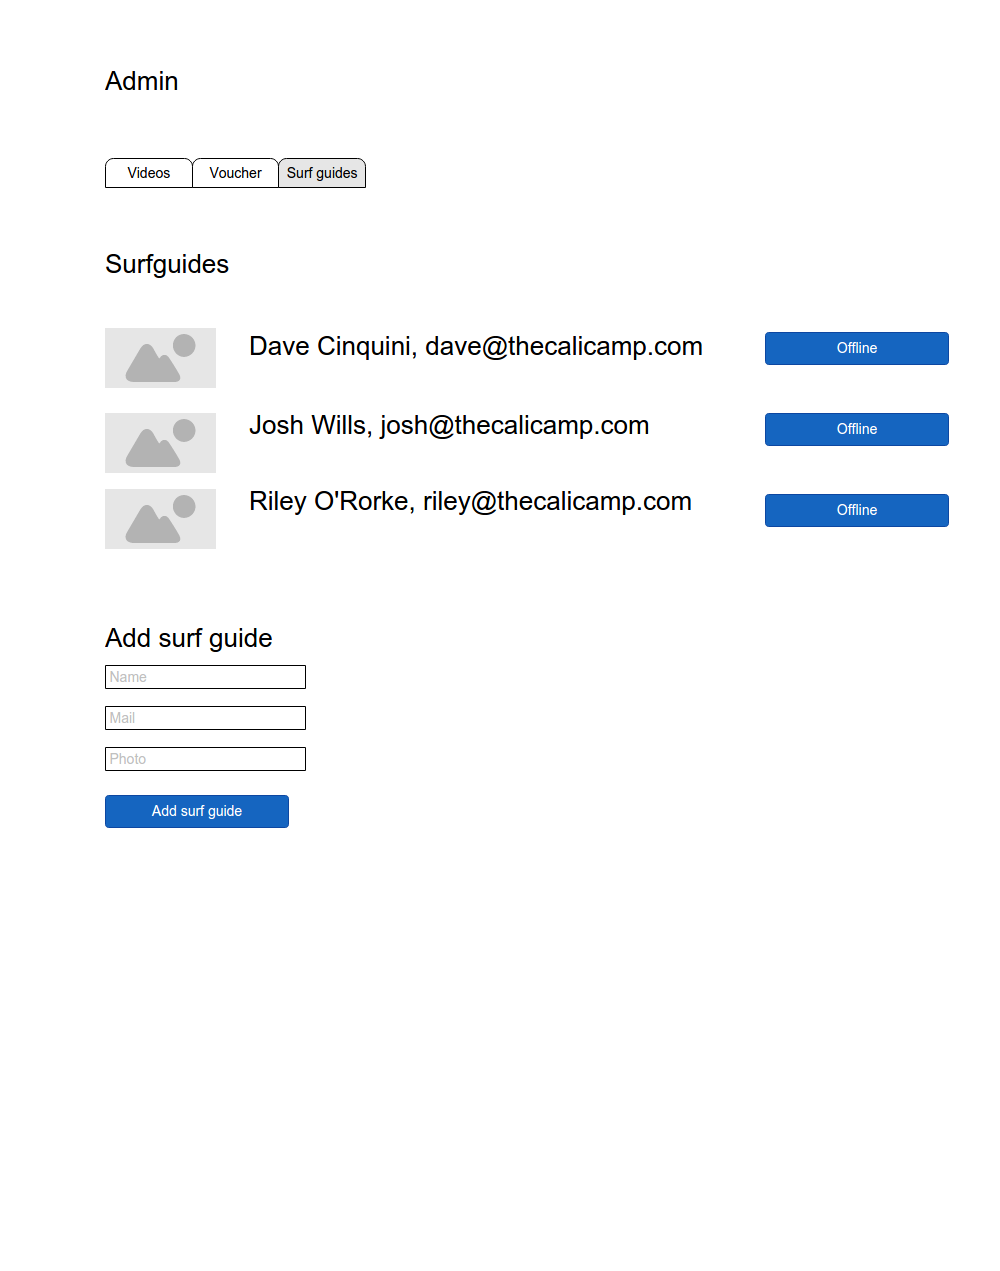 Admin
Videos Voucher Surf guides
Surfguides
Dave Cinquini, dave@thecalicamp.com Offline
Josh Wills, josh@thecalicamp.com Offline
Riley O'Rorke, riley@thecalicamp.com Offline
Add surf guide
Name
Mail
Photo
Add surf guide